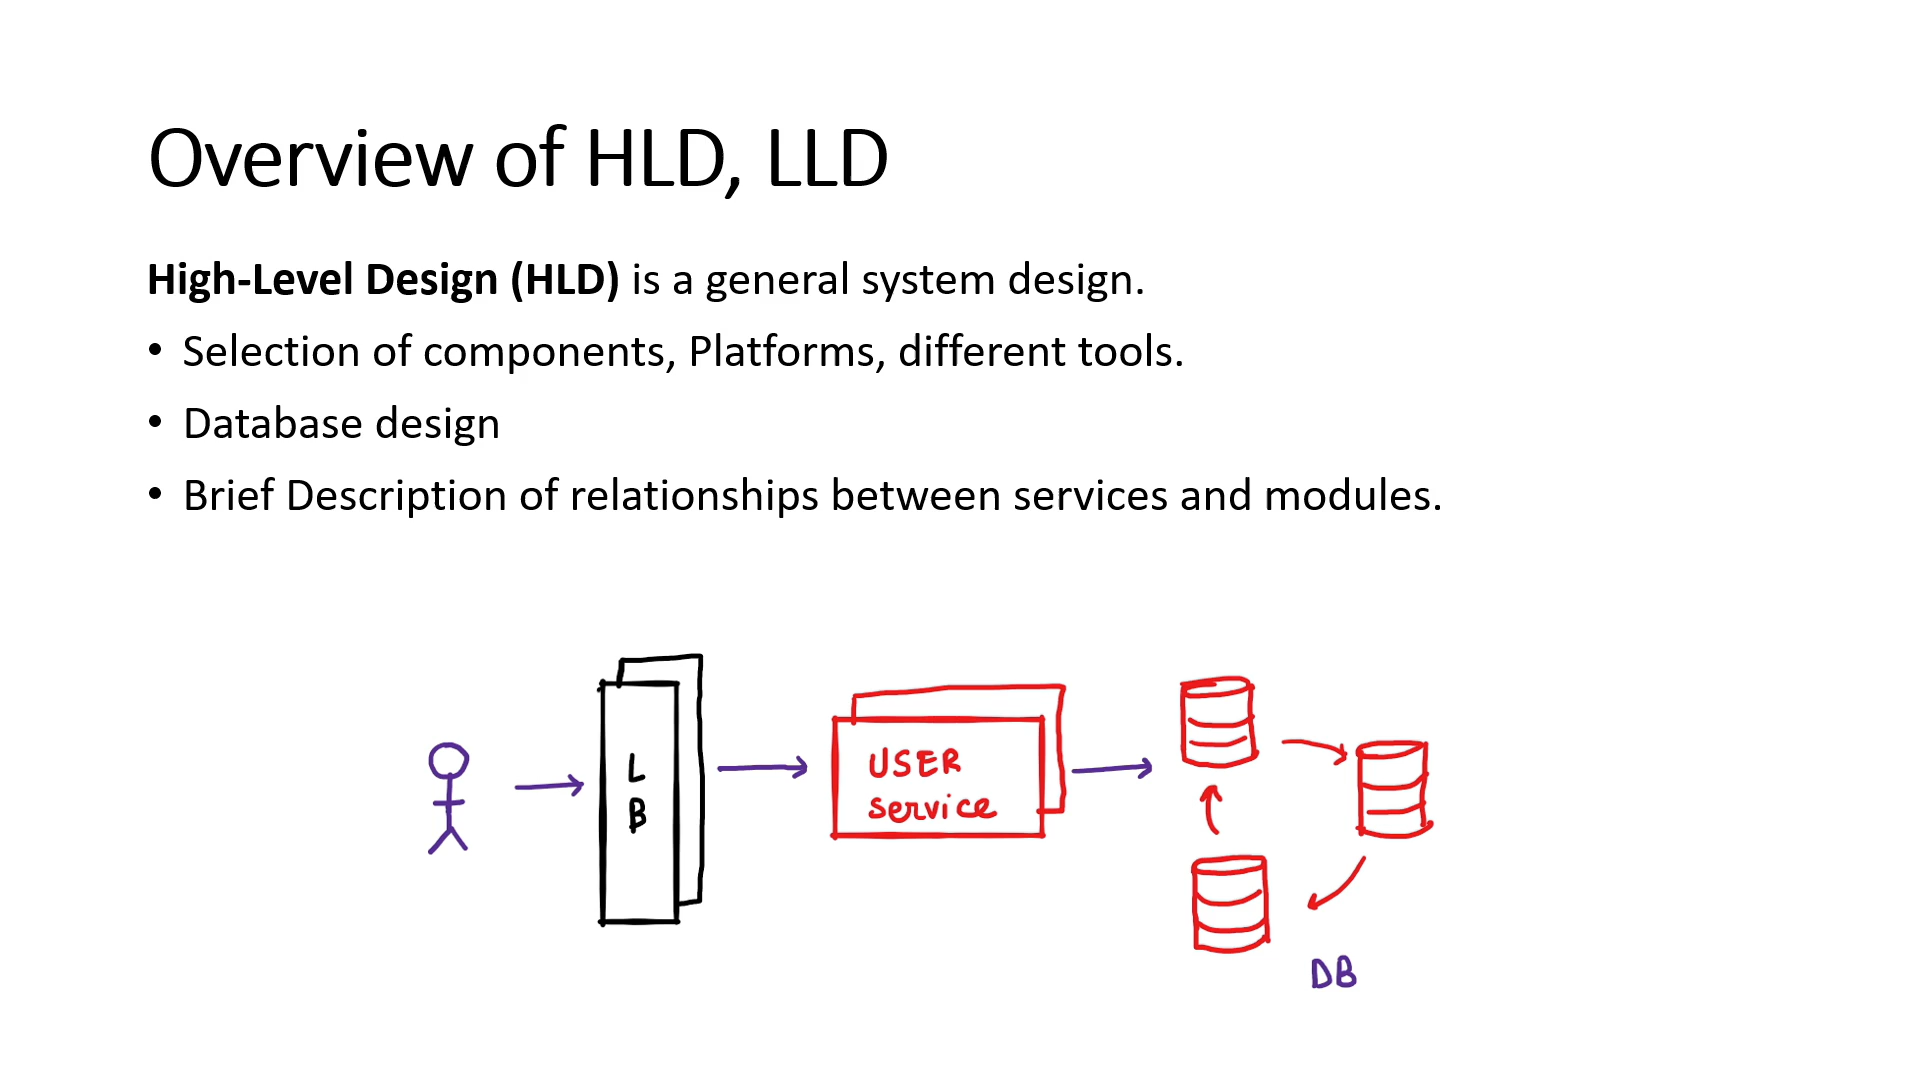 Overview of HLD, LLD
High-Level Design (HLD) is a general system design.
• Selection of components, Platforms, different tools.
• Database design
• Brief Description of relationships between services and modules.
L
B
USER
service
DB